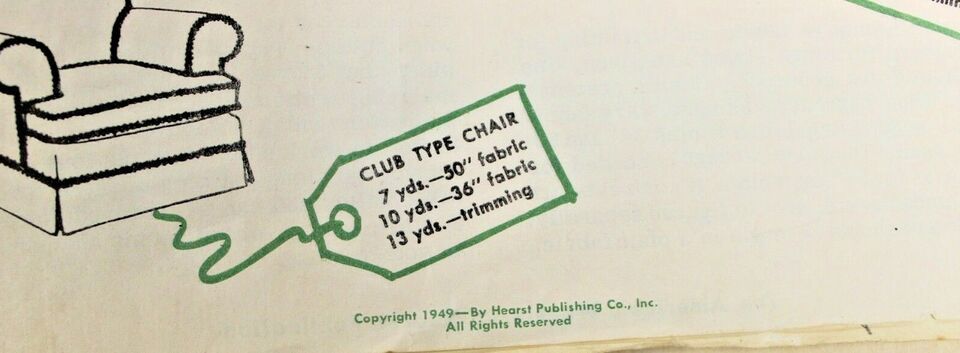 CLUB TYPE CHAIR
7 yds.—50" fabric
10 yds.—36" fabric
13 yds.—trimming
Copyright 1949—By Hearst Publishing Co., Inc.
All Rights Reserved